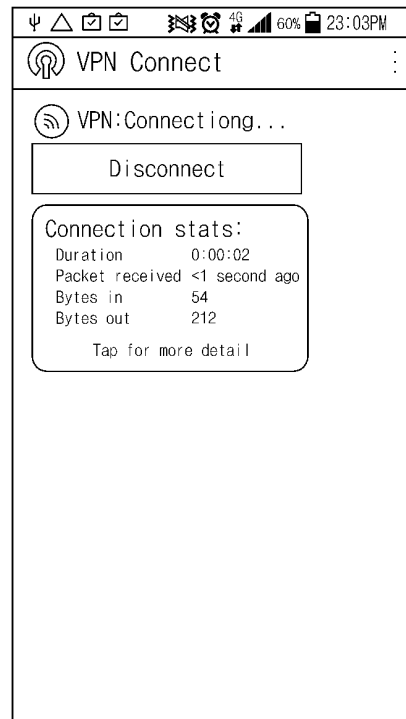 4G 60% 23:03PM
VPN Connect
VPN:Connectiong...
Disconnect
Connection stats:
Duration 0:00:02
Packet received <1 second ago
Bytes in 54
Bytes out 212
Tap for more detail